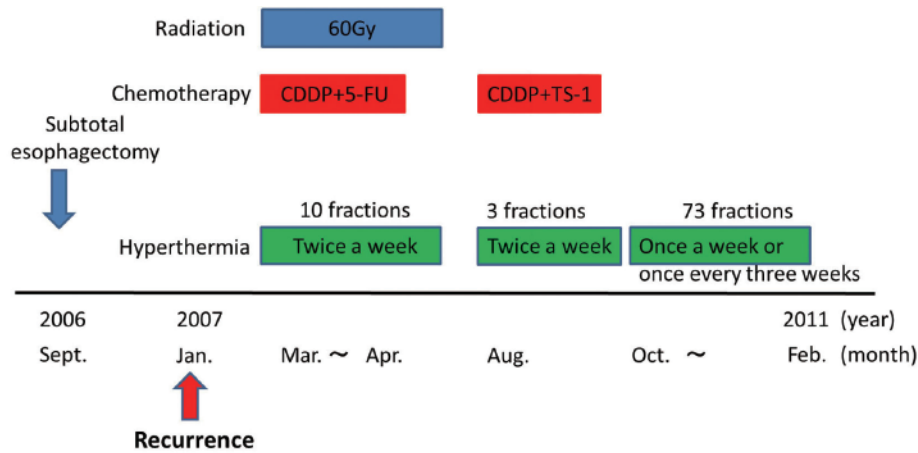 Radiation 60Gy
Chemotherapy CDDP+5-FU CDDP+TS-1
Subtotal
esophagectomy
10 fractions 3 fractions 73 fractions
Hyperthermia Twice a week Twice a week Once a week or
once every three weeks
2006 2007 2011 (year)
Sept. Jan. Mar. ~ Apr. Aug. Oct. ~ Feb. (month)
Recurrence